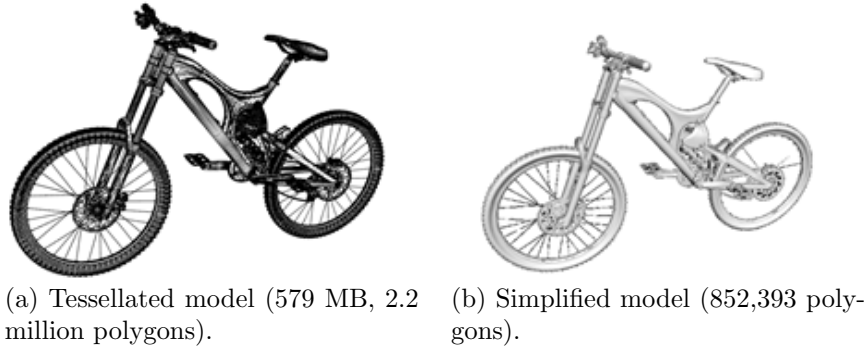 (a) Tessellated model (579 MB, 2.2
million polygons).
(b) Simplified model (852,393 poly-
gons).